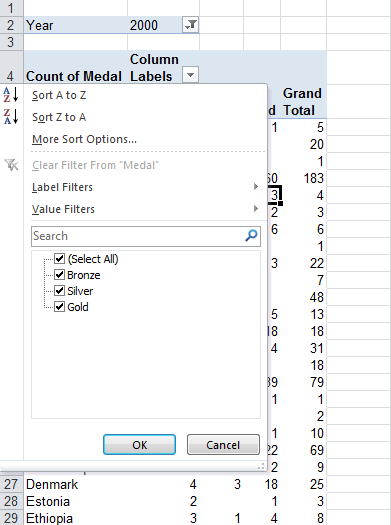 1
2 Year 2000
3
Column
4 Count of Medal Labels
Sort A to Z
Sort Z to A
More Sort Options...
Clear Filter From "Medal"
Label Filters
Value Filters
Search
(Select All)
Bronze
Silver
Gold
OK Cancel
Grand
d Total
1 5
20
1
60 183
3 4
2 3
6 6
1
3 22
7
48
5 13
18 18
4 31
18
39 79
1 1
2
1 10
22 69
2 9
27 Denmark 4 3 18 25
28 Estonia 2 1 3
29 Ethiopia 3 1 4 8